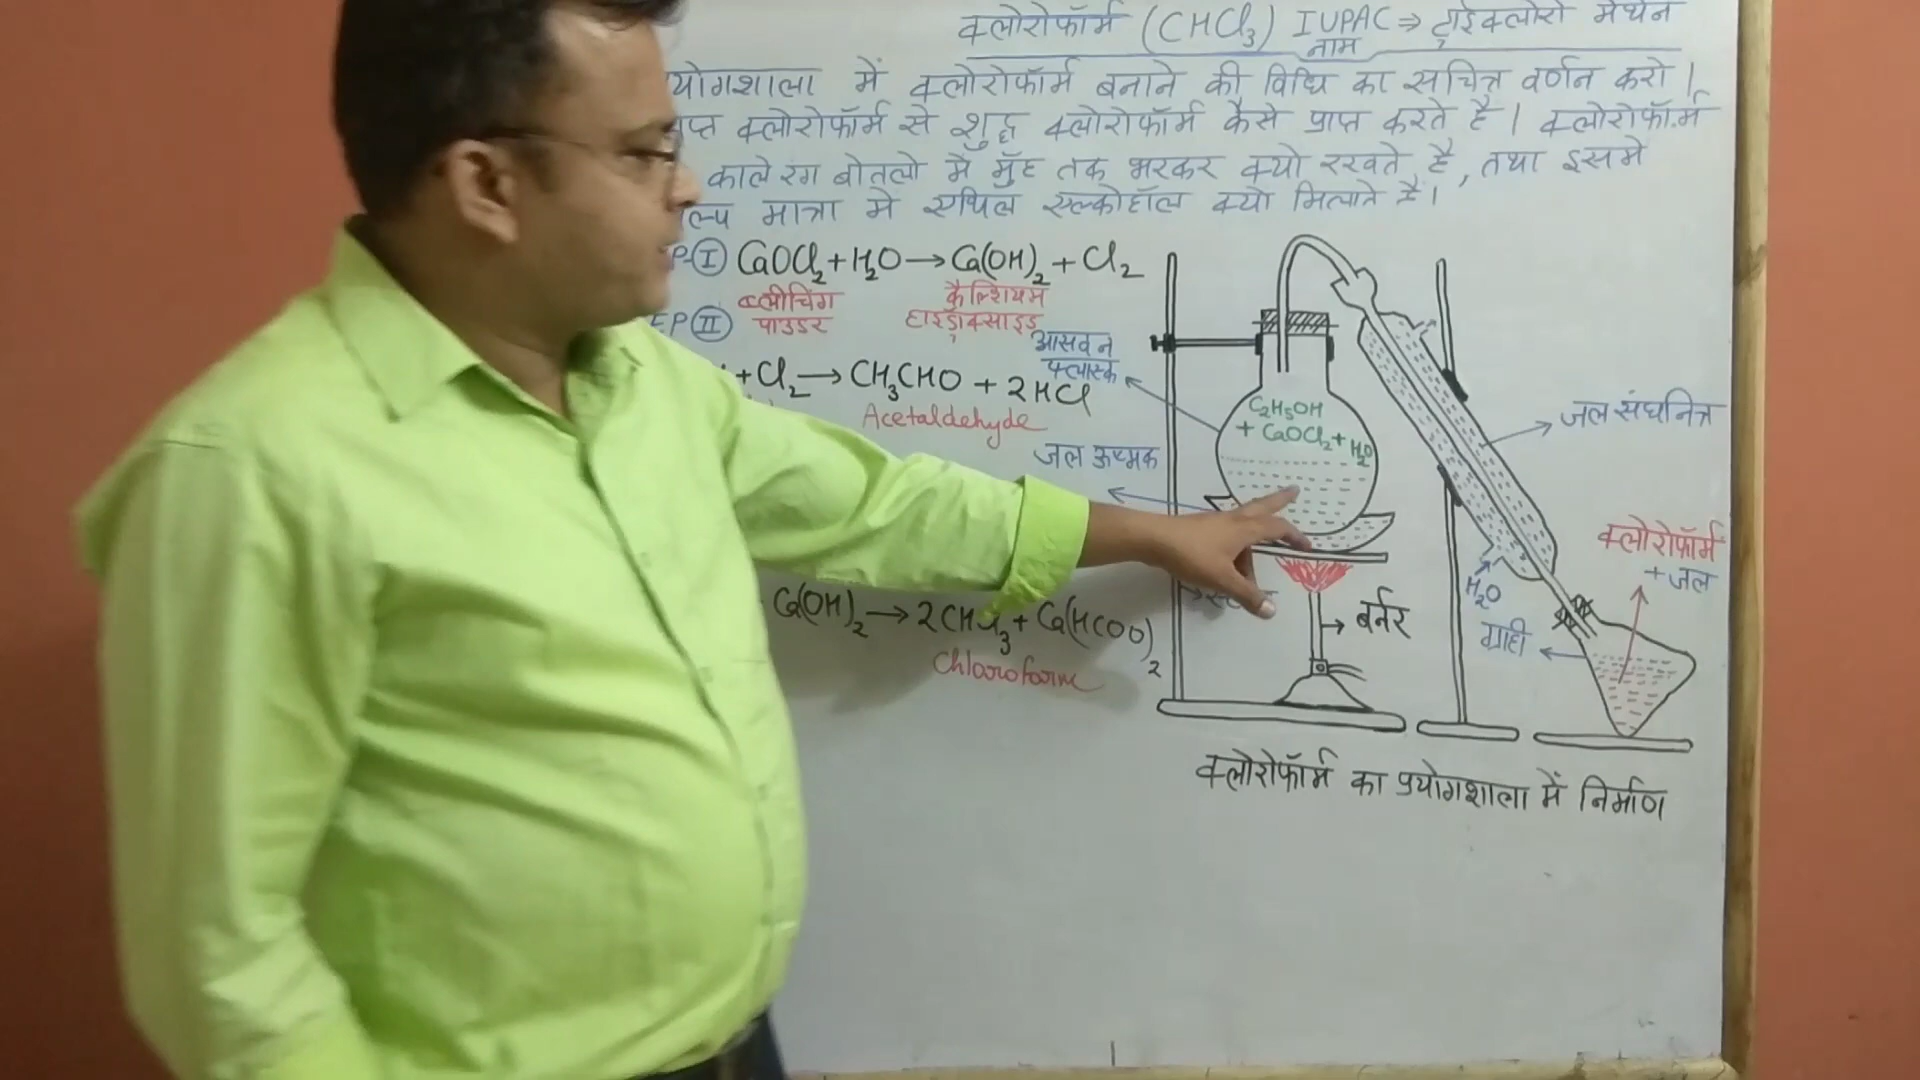 क्लोरोफॉर्म (CHCl₃) IUPAC ⇒ ट्राईक्लोरो मेथेन
नाम
योगशाला में क्लोरोफॉर्म बनाने की विधि का सचित्र वर्णन करो।
प्त क्लोरोफॉर्म से शुद्ध क्लोरोफॉर्म कैसे प्राप्त करते है। क्लोरोफॉर्म
काले रंग बोतलो मे मुँह तक भरकर क्यो रखते है, तथा इसमे
ल्प मात्रा मे एथिल एल्कोहॉल क्यो मिलाते है।
P (I) CaOCl₂ + H₂O → Ca(OH)₂ + Cl₂
ब्लीचिंग पाउडर
कैल्शियम हाइड्रॉक्साइड
EP (II)
+ Cl₂ → CH₃CHO + 2HCl
Acetaldehyde
Ca(OH)₂ → 2CHCl₃ + Ca(HCOO)₂
Chloroform
आसवन
फ्लास्क
C₂H₅OH
+ CaOCl₂ + H₂O
जल ऊष्मक
जल संघनित्र
क्लोरोफॉर्म
+ जल
H₂O
ग्राही
बर्नर
क्लोरोफॉर्म का प्रयोगशाला में निर्माण